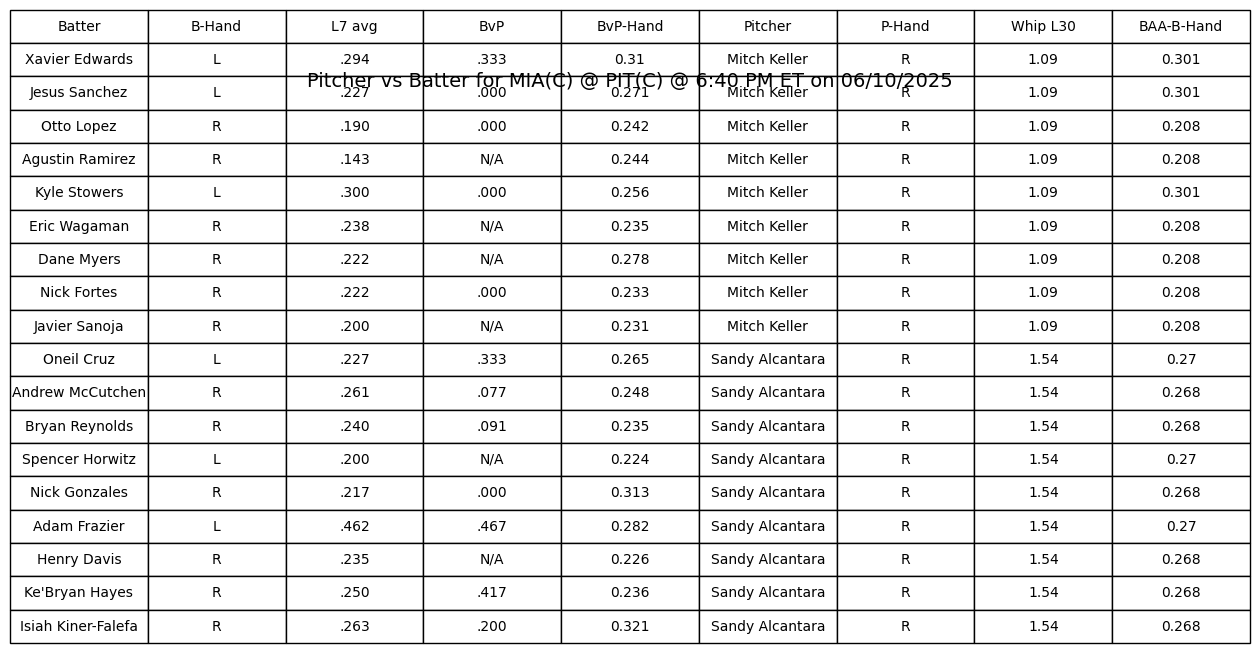 Batter B-Hand L7 avg BvP BvP-Hand Pitcher P-Hand Whip L30 BAA-B-Hand
Xavier Edwards L .294 .333 0.31 Mitch Keller R 1.09 0.301
Pitcher vs Batter for MIA(C) @ PIT(C) @ 6:40 PM ET on 06/10/2025
Jesus Sanchez L .227 .000 0.271 Mitch Keller R 1.09 0.301
Otto Lopez R .190 .000 0.242 Mitch Keller R 1.09 0.208
Agustin Ramirez R .143 N/A 0.244 Mitch Keller R 1.09 0.208
Kyle Stowers L .300 .000 0.256 Mitch Keller R 1.09 0.301
Eric Wagaman R .238 N/A 0.235 Mitch Keller R 1.09 0.208
Dane Myers R .222 N/A 0.278 Mitch Keller R 1.09 0.208
Nick Fortes R .222 .000 0.233 Mitch Keller R 1.09 0.208
Javier Sanoja R .200 N/A 0.231 Mitch Keller R 1.09 0.208
Oneil Cruz L .227 .333 0.265 Sandy Alcantara R 1.54 0.27
Andrew McCutchen R .261 .077 0.248 Sandy Alcantara R 1.54 0.268
Bryan Reynolds R .240 .091 0.235 Sandy Alcantara R 1.54 0.268
Spencer Horwitz L .200 N/A 0.224 Sandy Alcantara R 1.54 0.27
Nick Gonzales R .217 .000 0.313 Sandy Alcantara R 1.54 0.268
Adam Frazier L .462 .467 0.282 Sandy Alcantara R 1.54 0.27
Henry Davis R .235 N/A 0.226 Sandy Alcantara R 1.54 0.268
Ke'Bryan Hayes R .250 .417 0.236 Sandy Alcantara R 1.54 0.268
Isiah Kiner-Falefa R .263 .200 0.321 Sandy Alcantara R 1.54 0.268